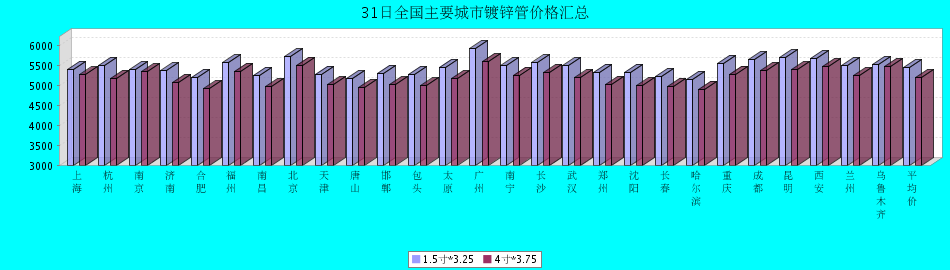 31日全国主要城市镀锌管价格汇总
6000
5500
5000
4500
4000
3500
3000
上海 杭州 南京 济南 合肥 福州 南昌 北京 天津 唐山 邯郸 包头 太原 广州 南宁 长沙 武汉 郑州 沈阳 长春 哈尔滨 重庆 成都 昆明 西安 兰州 乌鲁木齐 平均价
1.5寸*3.25 4寸*3.75